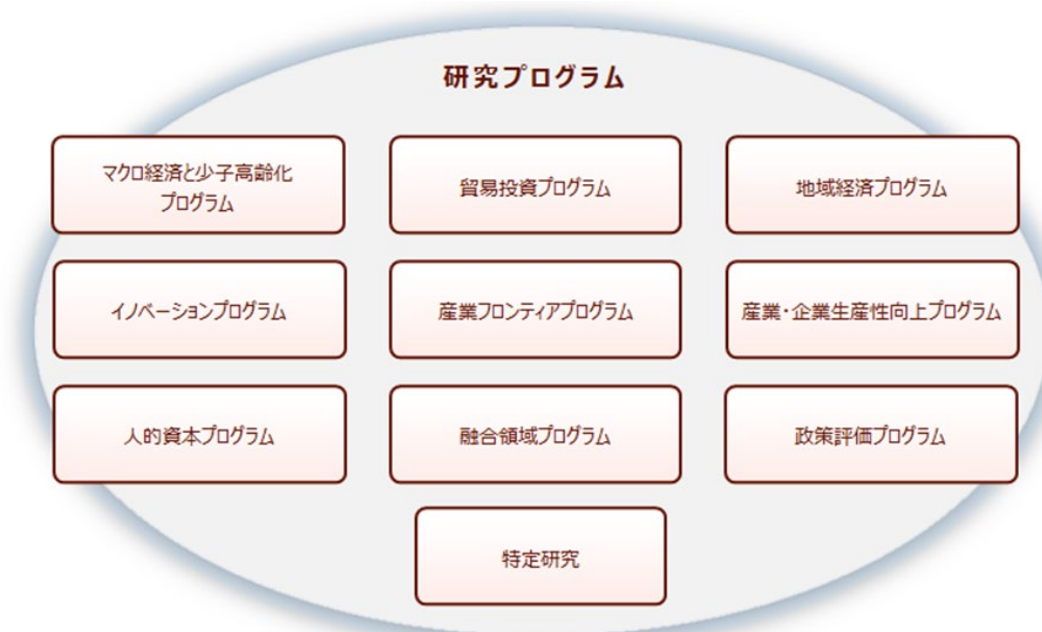 研究プログラム
マクロ経済と少子高齢化
プログラム
貿易投資プログラム
地域経済プログラム
イノベーションプログラム
産業フロンティアプログラム
産業・企業生産性向上プログラム
人的資本プログラム
融合領域プログラム
政策評価プログラム
特定研究